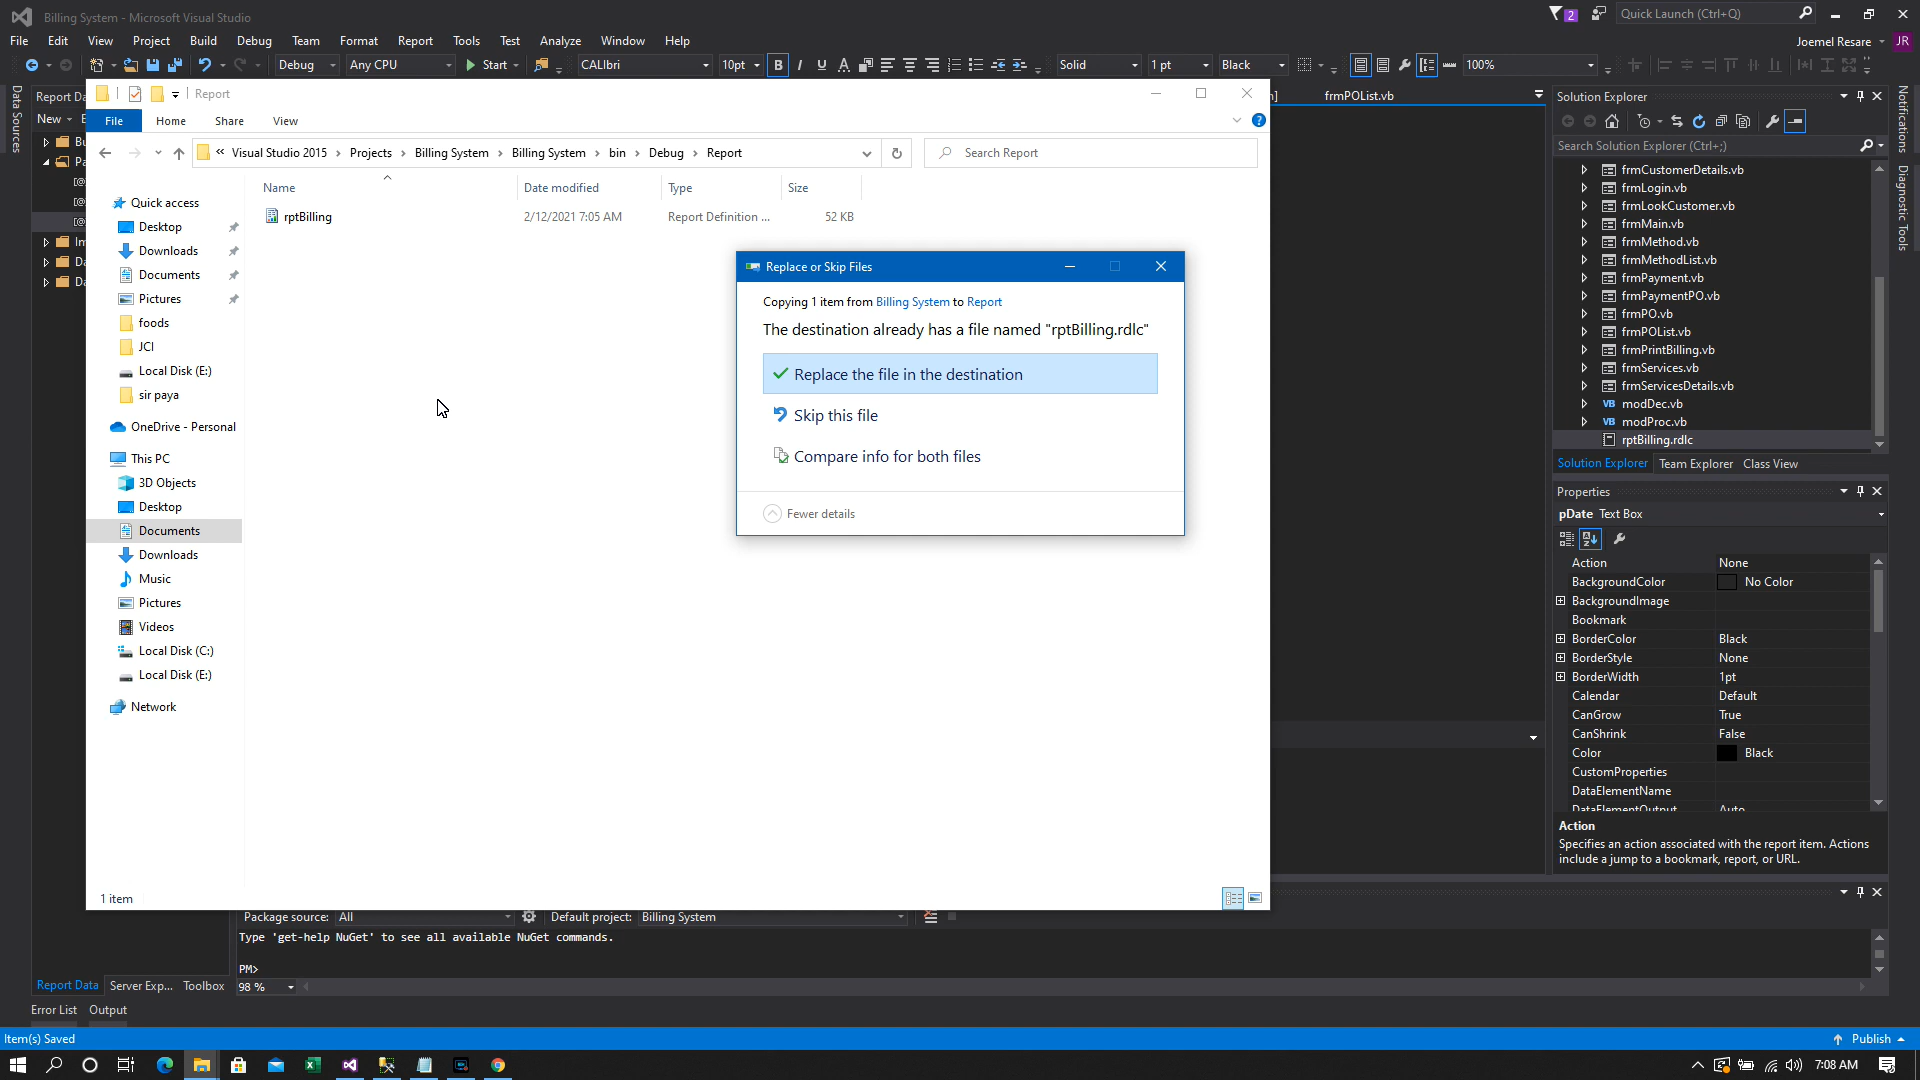 Billing System - Microsoft Visual Studio
2
Quick Launch (Ctrl+Q)
File Edit View Project Build Debug Team Format Report Tools Test Analyze Window Help
Joemel Resare JR
Debug Any CPU Start CALIbri 10pt B I U A Solid 1 pt Black 100%
Data Sources
Report Da
New
Report
File Home Share View
« Visual Studio 2015 › Projects › Billing System › Billing System › bin › Debug › Report
Search Report
Name Date modified Type Size
rptBilling 2/12/2021 7:05 AM Report Definition ... 52 KB
Quick access
Desktop
Downloads
Documents
Pictures
foods
JCI
Local Disk (E:)
sir paya
OneDrive - Personal
This PC
3D Objects
Desktop
Documents
Downloads
Music
Pictures
Videos
Local Disk (C:)
Local Disk (E:)
Network
1 item
Replace or Skip Files
Copying 1 item from Billing System to Report
The destination already has a file named "rptBilling.rdlc"
Replace the file in the destination
Skip this file
Compare info for both files
Fewer details
frmPOList.vb
Solution Explorer
Search Solution Explorer (Ctrl+;)
frmCustomerDetails.vb
frmLogin.vb
frmLookCustomer.vb
frmMain.vb
frmMethod.vb
frmMethodList.vb
frmPayment.vb
frmPaymentPO.vb
frmPO.vb
frmPOList.vb
frmPrintBilling.vb
frmServices.vb
frmServicesDetails.vb
VB modDec.vb
VB modProc.vb
rptBilling.rdlc
Solution Explorer Team Explorer Class View
Properties
pDate Text Box
Action None
BackgroundColor No Color
BackgroundImage
Bookmark
BorderColor Black
BorderStyle None
BorderWidth 1pt
Calendar Default
CanGrow True
CanShrink False
Color Black
CustomProperties
DataElementName
DataElementOutput Auto
Action
Specifies an action associated with the report item. Actions
include a jump to a bookmark, report, or URL.
Notifications
Diagnostic Tools
Package source: All Default project: Billing System
Type 'get-help NuGet' to see all available NuGet commands.
PM>
98 %
Report Data Server Exp... Toolbox
Error List Output
Item(s) Saved
Publish
7:08 AM